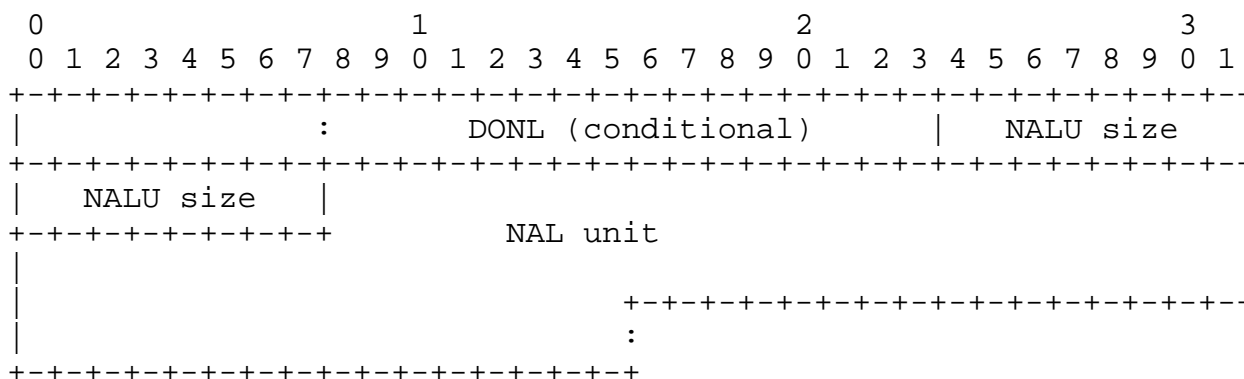 0                   1                   2                   3
0 1 2 3 4 5 6 7 8 9 0 1 2 3 4 5 6 7 8 9 0 1 2 3 4 5 6 7 8 9 0 1
+-+-+-+-+-+-+-+-+-+-+-+-+-+-+-+-+-+-+-+-+-+-+-+-+-+-+-+-+-+-+-+-
|               :       DONL (conditional)      |   NALU size
+-+-+-+-+-+-+-+-+-+-+-+-+-+-+-+-+-+-+-+-+-+-+-+-+-+-+-+-+-+-+-+-
|   NALU size   |
+-+-+-+-+-+-+-+-+         NAL unit
|
|                               +-+-+-+-+-+-+-+-+-+-+-+-+-+-+-+-
|                               :
+-+-+-+-+-+-+-+-+-+-+-+-+-+-+-+-+